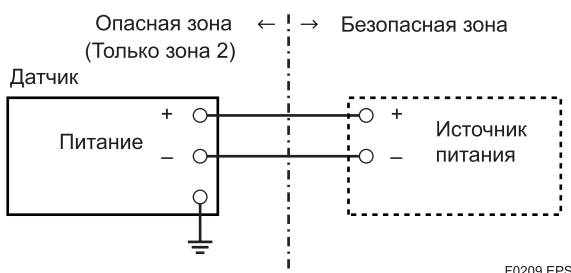 Опасная зона ← → Безопасная зона
(Только зона 2)
Датчик
+ +
Питание
Источник
питания
– –
F0209.EPS